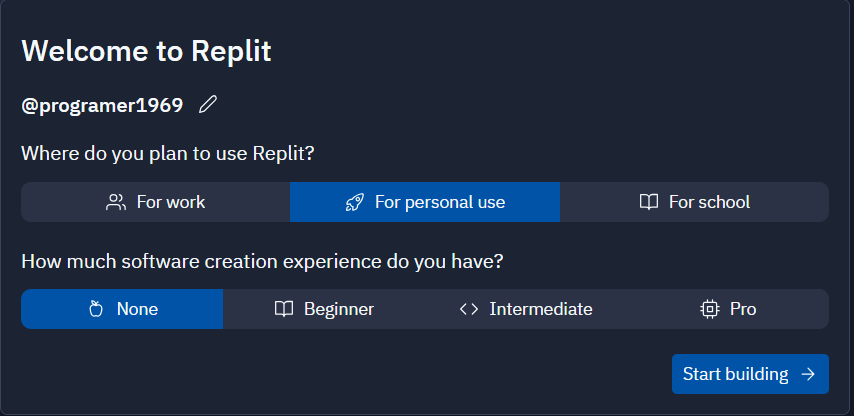 Welcome to Replit
@programer1969
Where do you plan to use Replit?
For work For personal use For school
How much software creation experience do you have?
None Beginner Intermediate Pro
Start building